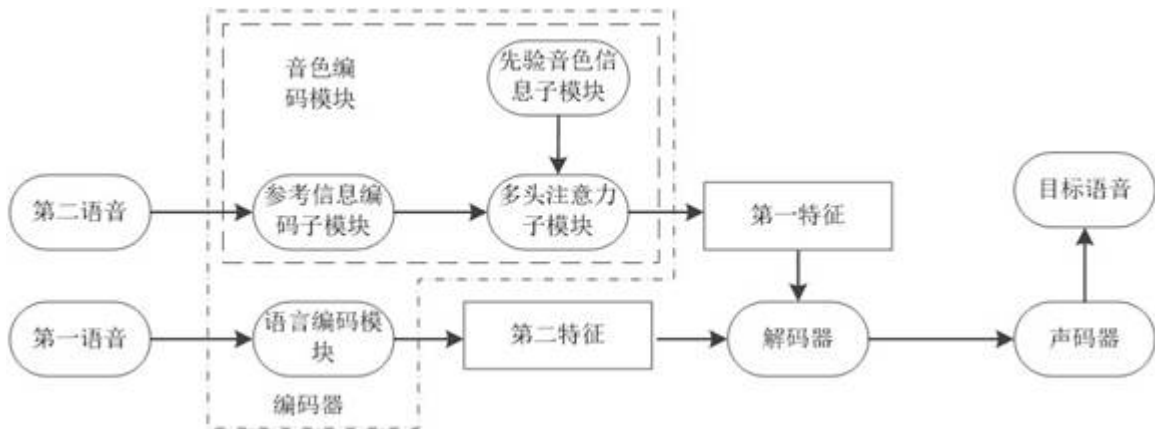 音色编
码模块
先验音色信
息子模块
第二语音
参考信息编
码子模块
多头注意力
子模块
第一特征
目标语音
第一语音
语言编码模
块
第二特征
解码器
声码器
编码器